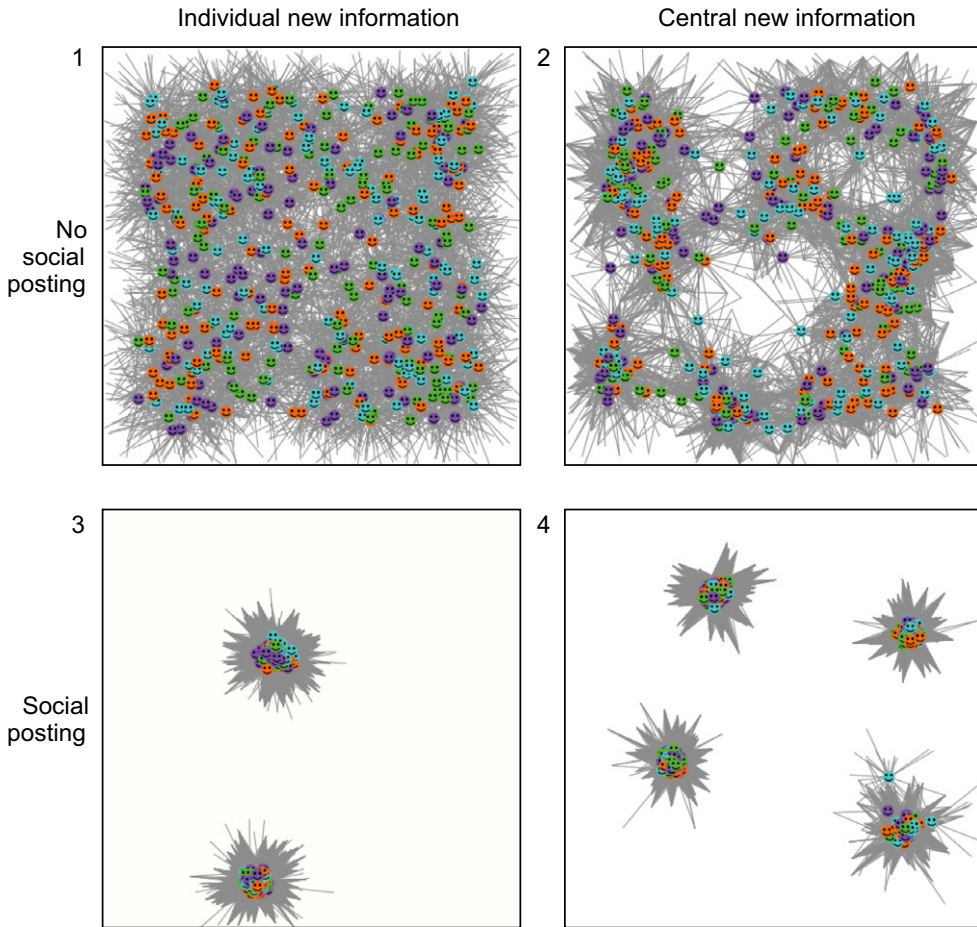 Individual new information
Central new information
1
2
No
social
posting
3
4
Social
posting